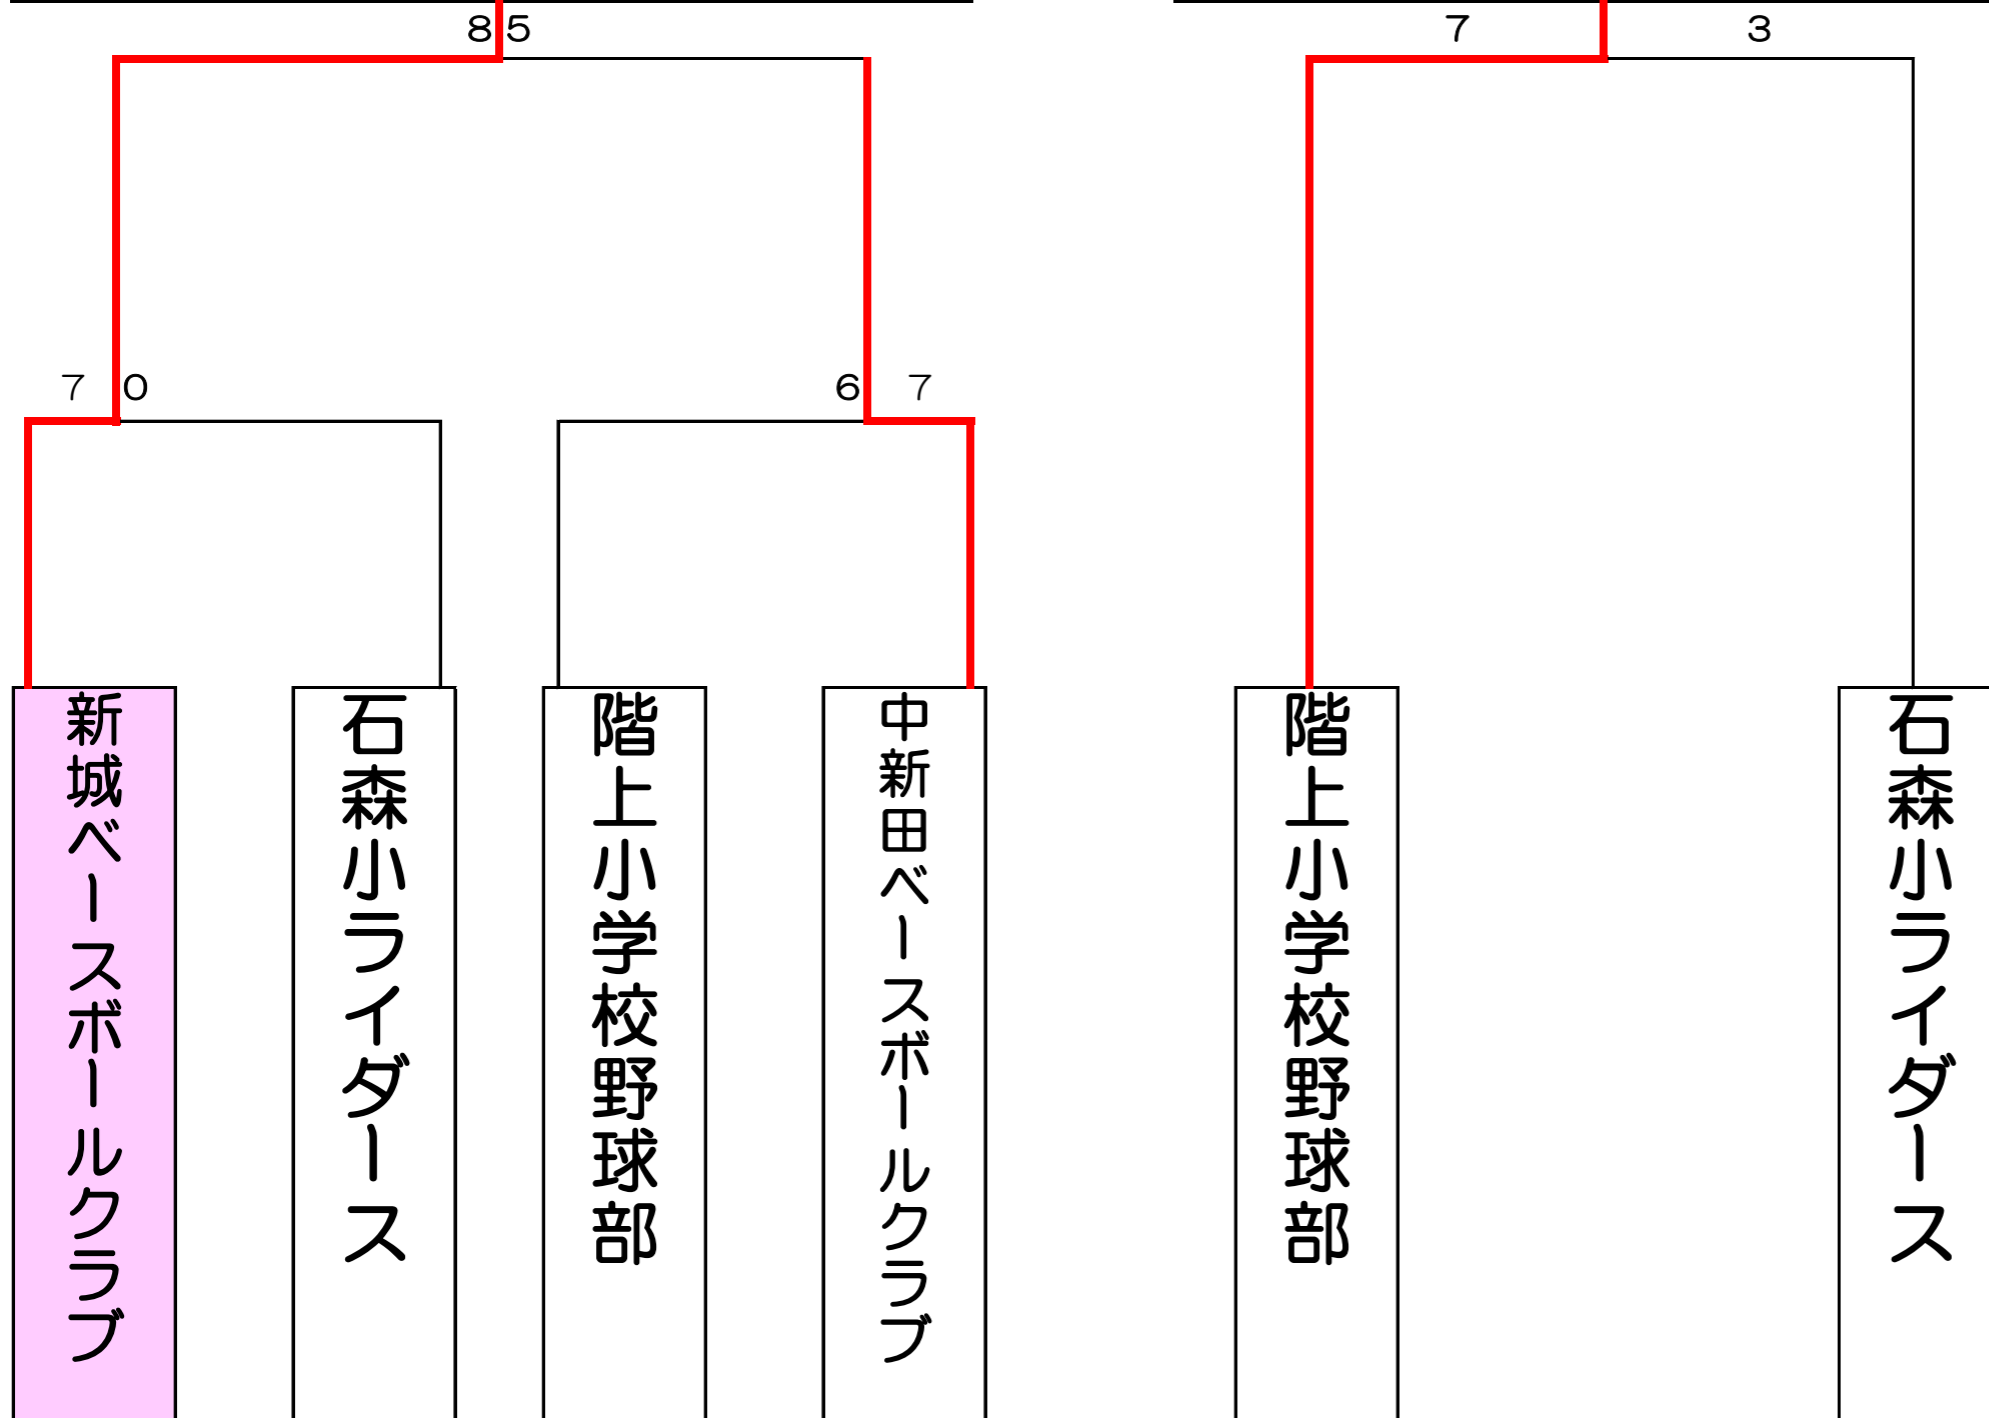 8 5
7 3
7 0
6 7
新城ベースボールクラブ
石森小ライダース
階上小学校野球部
中新田ベースボールクラブ
階上小学校野球部
石森小ライダース